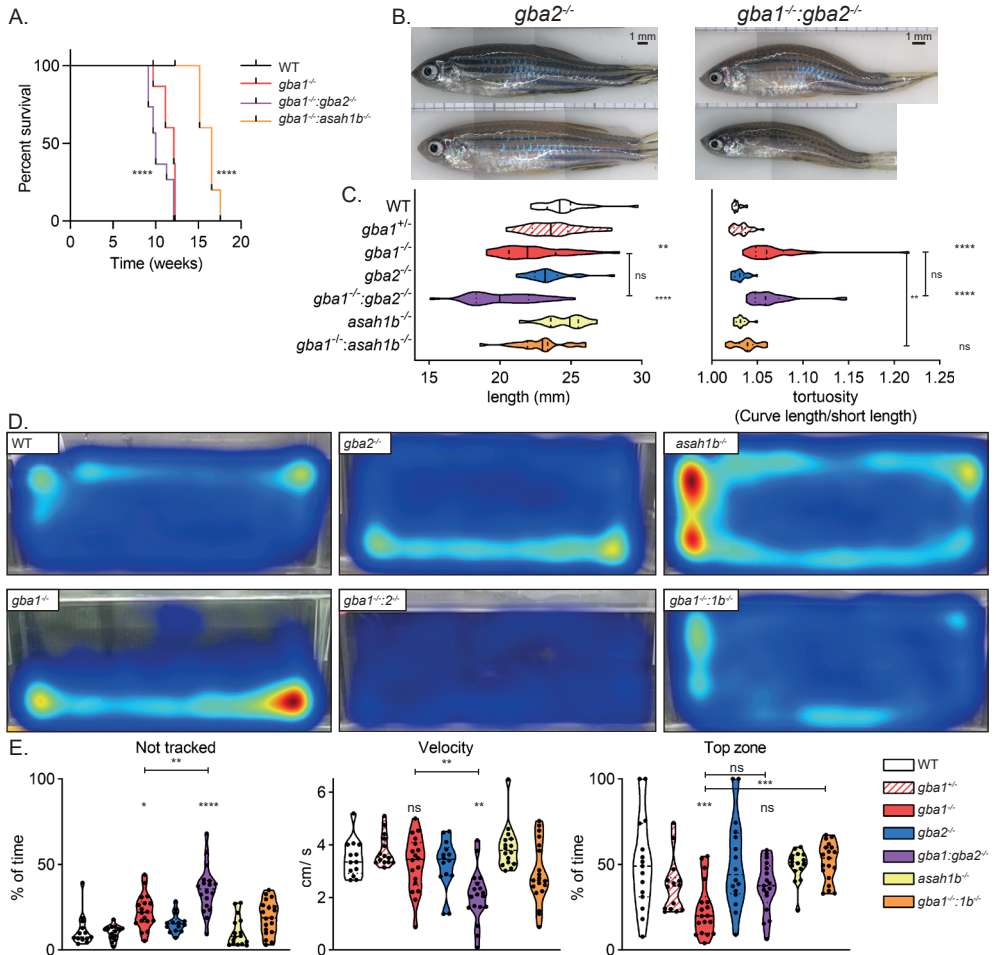 A.
Percent survival
100
50
0
0 5 10 15 20
Time (weeks)
**** ****
WT
gba1-/-
gba1-/-:gba2-/-
gba1-/-:asah1b-/-
B.
gba2-/- gba1-/-:gba2-/-
1 mm 1 mm
C.
WT
gba1+/-
gba1-/- ** ****
gba2-/- ns ns
gba1-/-:gba2-/- **** ** ****
asah1b-/-
gba1-/-:asah1b-/- ns
15 20 25 30
length (mm)
1.00 1.05 1.10 1.15 1.20 1.25
tortuosity
(Curve length/short length)
D.
WT gba2-/- asah1b-/-
gba1-/- gba1-/-:2-/- gba1-/-:1b-/-
E.
Not tracked
% of time
100
50
0
**
* ****
Velocity
cm/ s
6
4
2
0
**
ns **
Top zone
% of time
100
50
0
ns
***
*** ns
WT
gba1+/-
gba1-/-
gba2-/-
gba1:gba2-/-
asah1b-/-
gba1-/-:1b-/-